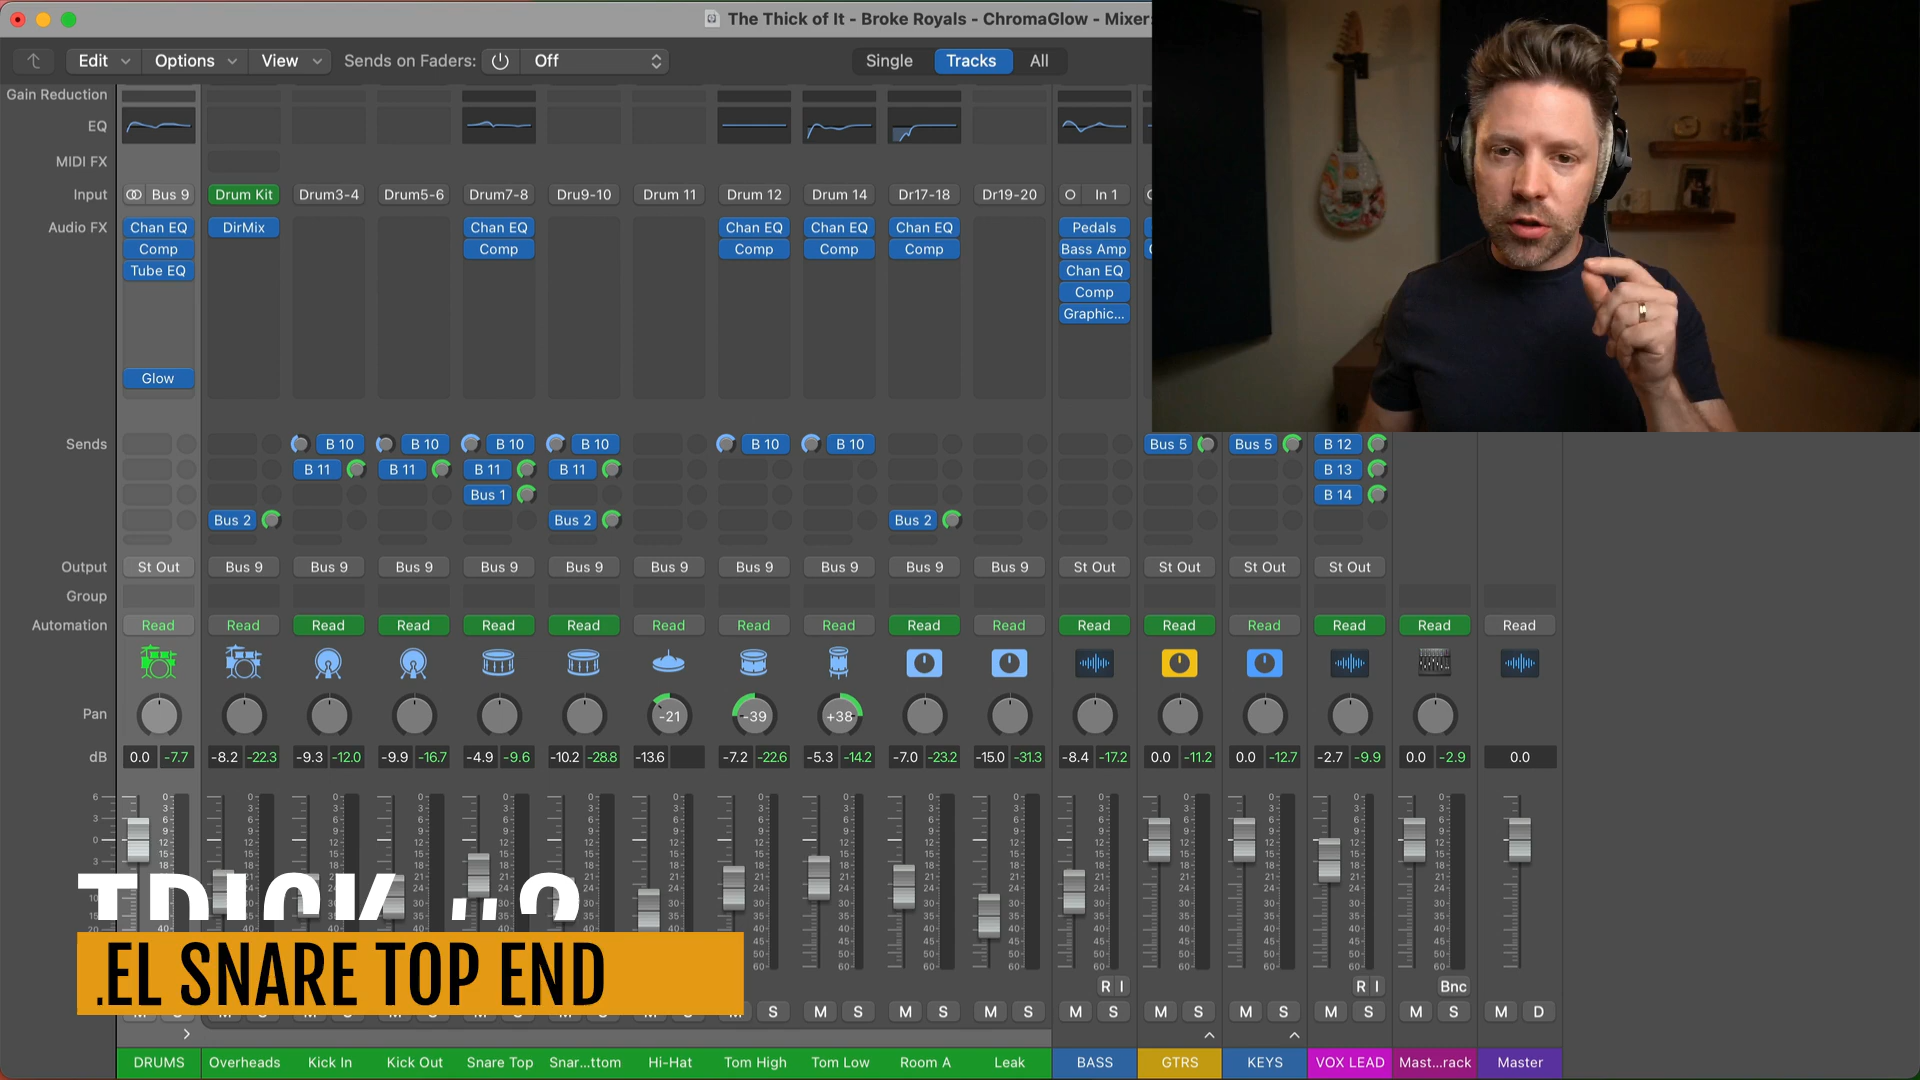 The Thick of It - Broke Royals - ChromaGlow - Mixer:
Edit Options View Sends on Faders: Off Single Tracks All
Gain Reduction
EQ
MIDI FX
Input Bus 9 Drum Kit Drum3-4 Drum5-6 Drum7-8 Dru9-10 Drum 11 Drum 12 Drum 14 Dr17-18 Dr19-20 In 1
Audio FX Chan EQ DirMix Chan EQ Chan EQ Chan EQ Chan EQ Pedals
Comp Comp Comp Comp Comp Bass Amp
Tube EQ Chan EQ
Comp
Graphic...
Glow
Sends B 10 B 10 B 10 B 10 B 10 B 10 Bus 5 Bus 5 B 12
B 11 B 11 B 11 B 11 B 13
Bus 1 B 14
Bus 2 Bus 2 Bus 2
Output St Out Bus 9 Bus 9 Bus 9 Bus 9 Bus 9 Bus 9 Bus 9 Bus 9 Bus 9 Bus 9 St Out St Out St Out St Out
Group
Automation Read Read Read Read Read Read Read Read Read Read Read Read Read Read Read Read Read
Pan -21 -39 +38
dB 0.0 -7.7 -8.2 -22.3 -9.3 -12.0 -9.9 -16.7 -4.9 -9.6 -10.2 -28.8 -13.6 -7.2 -22.6 -5.3 -14.2 -7.0 -23.2 -15.0 -31.3 -8.4 -17.2 0.0 -11.2 0.0 -12.7 -2.7 -9.9 0.0 -2.9 0.0
EL SNARE TOP END
R I R I Bnc
S M S M S M S M S M S M S M S M S M D
DRUMS Overheads Kick In Kick Out Snare Top Snar...ttom Hi-Hat Tom High Tom Low Room A Leak BASS GTRS KEYS VOX LEAD Mast...rack Master